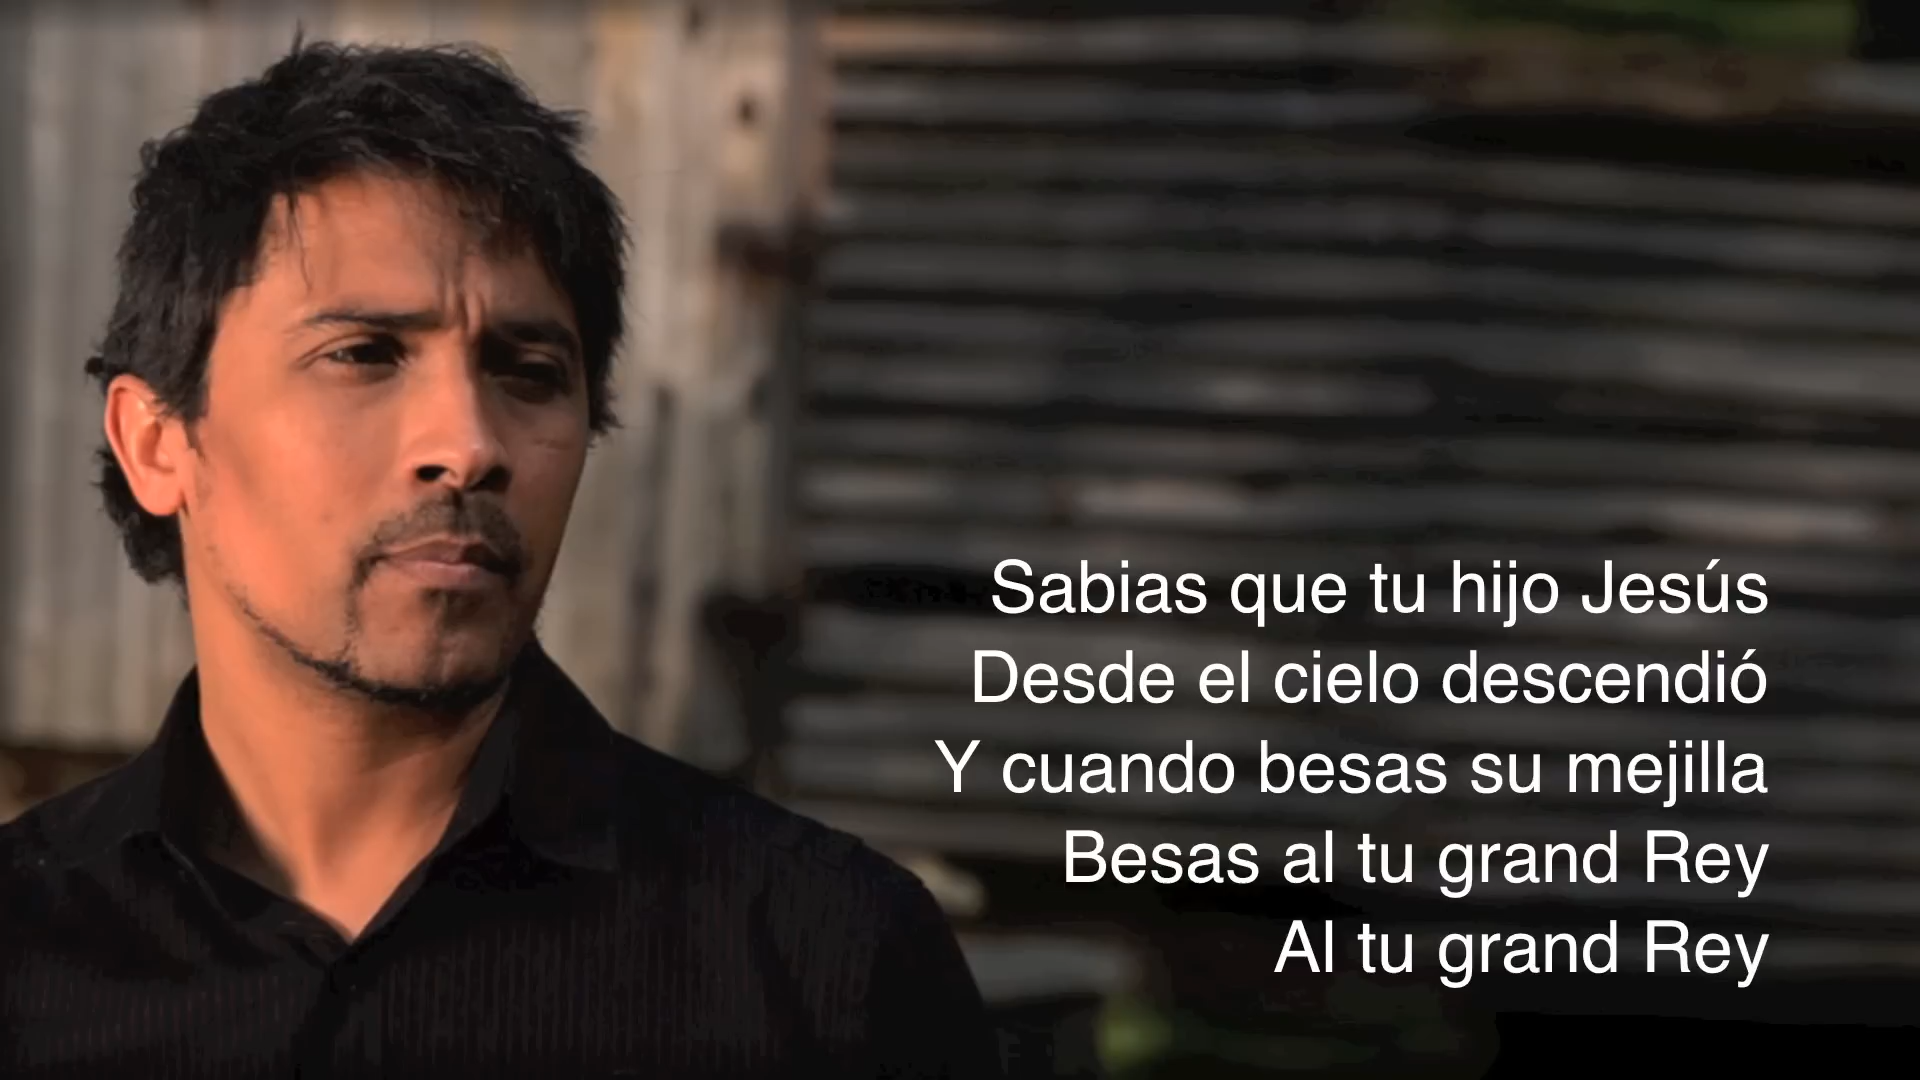 Sabias que tu hijo Jesús
Desde el cielo descendió
Y cuando besas su mejilla
Besas al tu grand Rey
Al tu grand Rey